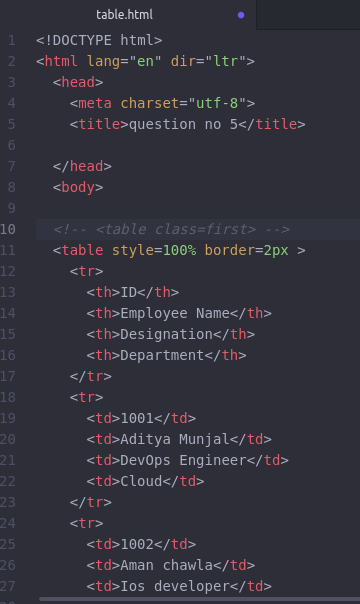 table.html
1 <!DOCTYPE html>
2 <html lang="en" dir="ltr">
3   <head>
4     <meta charset="utf-8">
5     <title>question no 5</title>
6
7   </head>
8   <body>
9
10   <!-- <table class=first> -->
11   <table style=100% border=2px >
12     <tr>
13       <th>ID</th>
14       <th>Employee Name</th>
15       <th>Designation</th>
16       <th>Department</th>
17     </tr>
18     <tr>
19       <td>1001</td>
20       <td>Aditya Munjal</td>
21       <td>DevOps Engineer</td>
22       <td>Cloud</td>
23     </tr>
24     <tr>
25       <td>1002</td>
26       <td>Aman chawla</td>
27       <td>Ios developer</td>